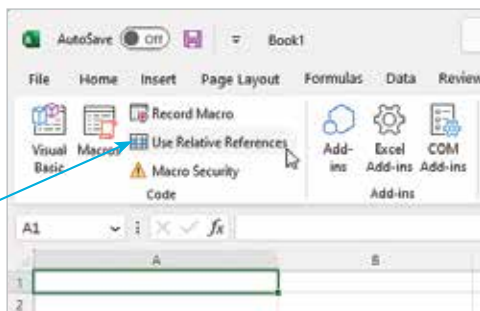 AutoSave Off Book1
File Home Insert Page Layout Formulas Data Review
Visual Basic
Macros
Record Macro
Use Relative References
Macro Security
Code
Add-ins
Excel Add-ins
COM Add-ins
Add-ins
A1 fx
A B
1
2